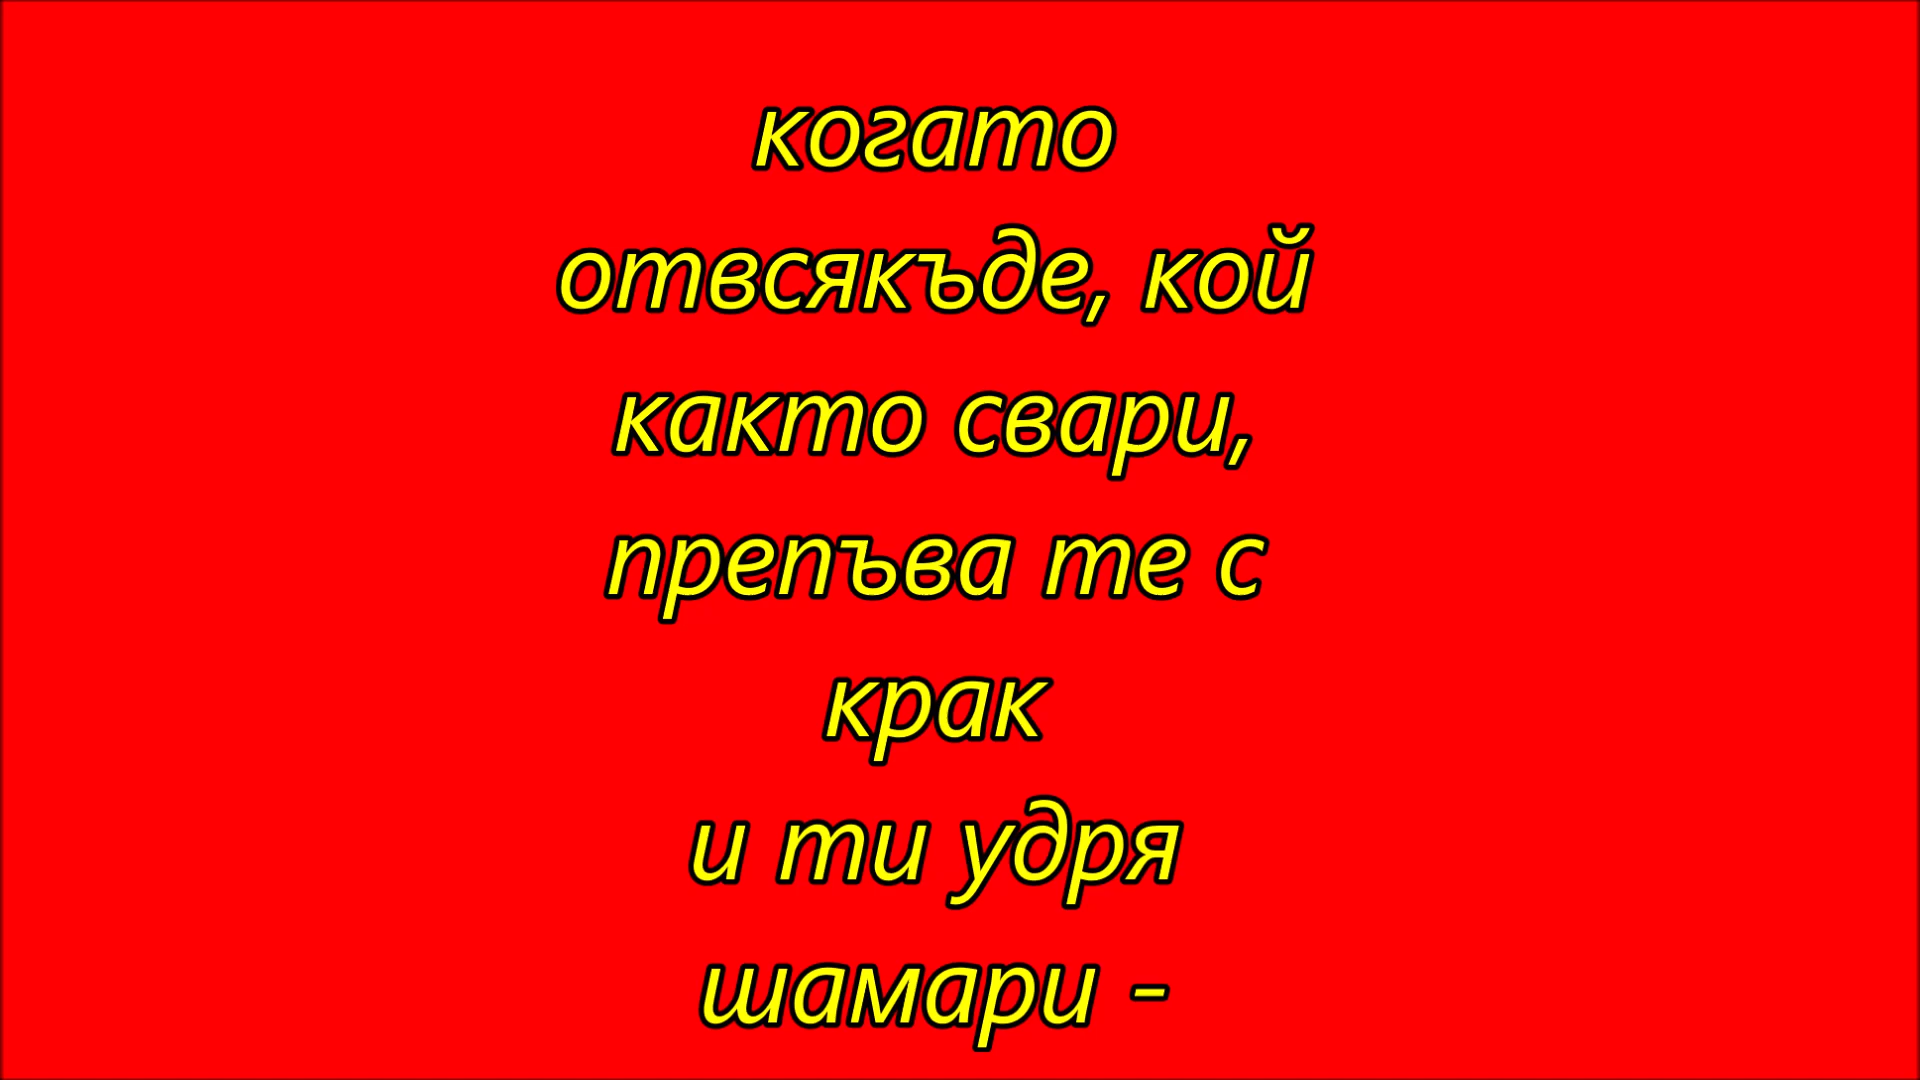 когато
отвсякъде, кой
както свари,
препъва те с
крак
и ти удря
шамари -